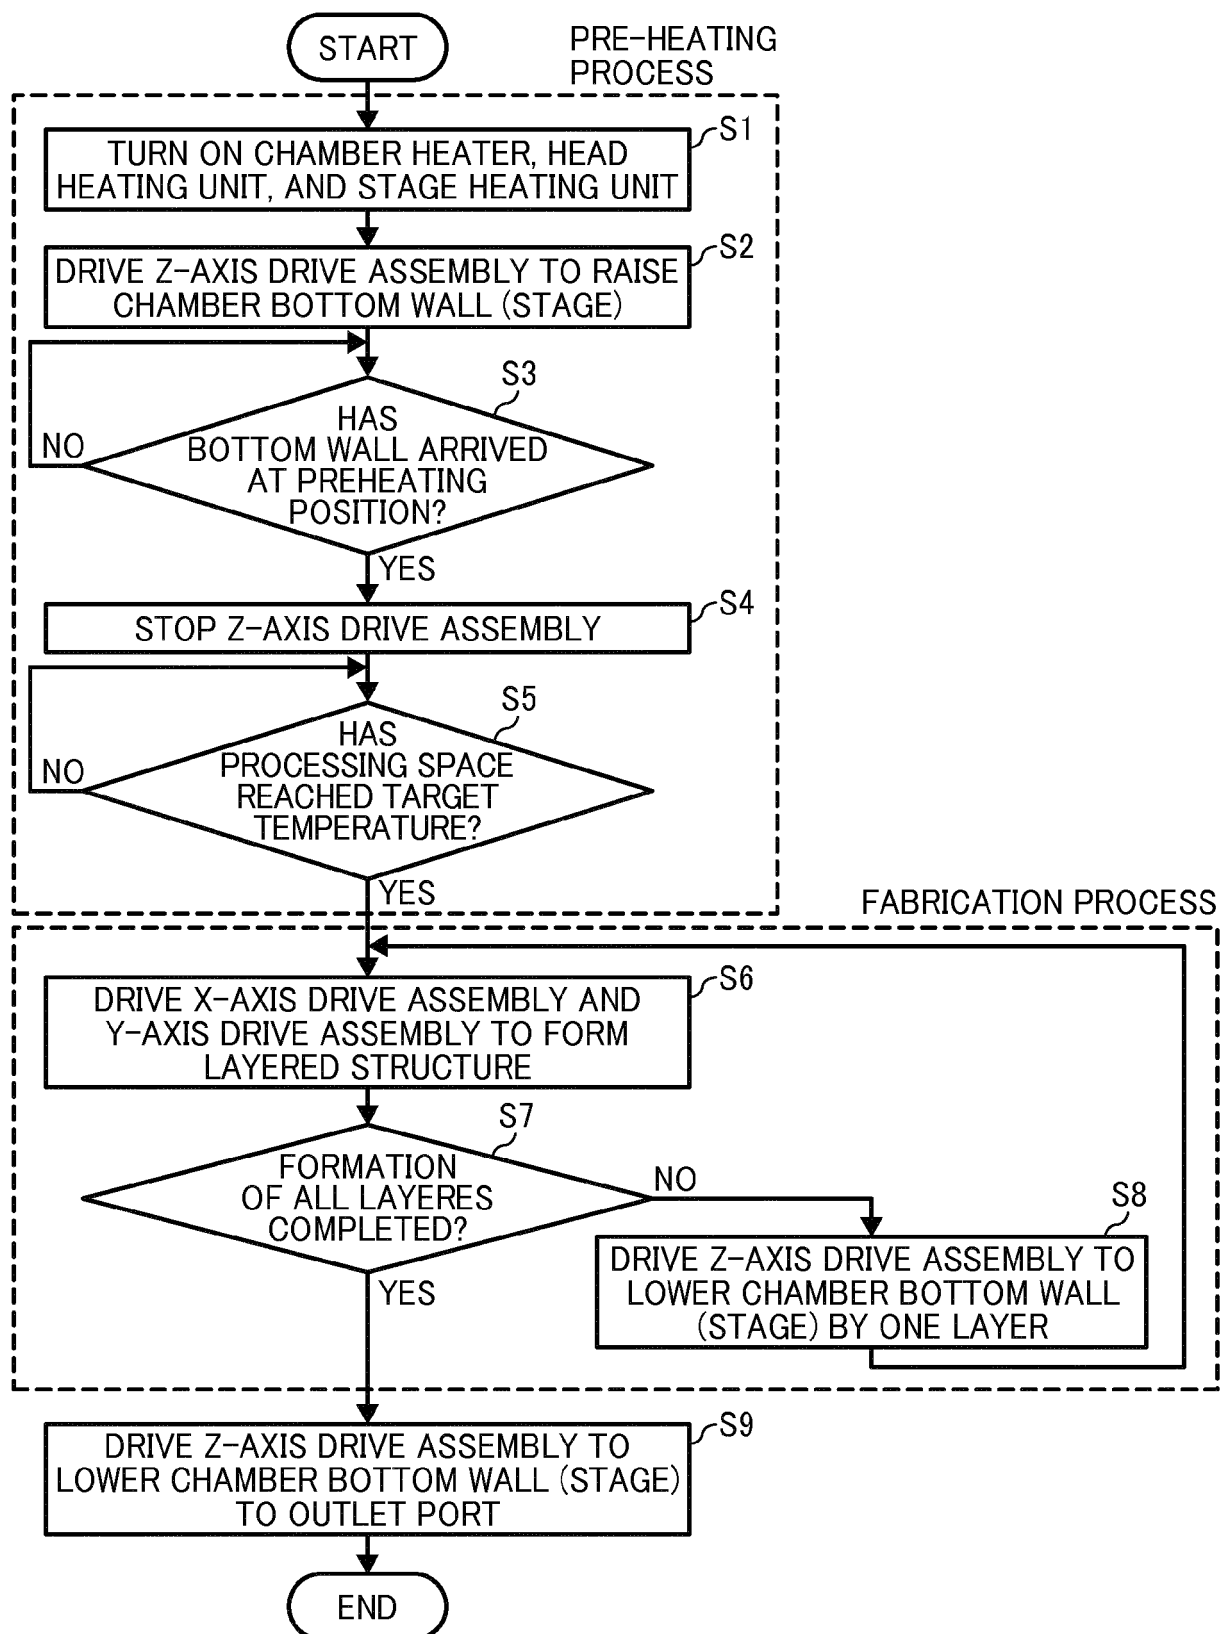 START
PRE-HEATING
PROCESS
S1
TURN ON CHAMBER HEATER, HEAD
HEATING UNIT, AND STAGE HEATING UNIT
S2
DRIVE Z-AXIS DRIVE ASSEMBLY TO RAISE
CHAMBER BOTTOM WALL (STAGE)
S3
HAS
BOTTOM WALL ARRIVED
AT PREHEATING
POSITION?
NO
YES
S4
STOP Z-AXIS DRIVE ASSEMBLY
S5
HAS
PROCESSING SPACE
REACHED TARGET
TEMPERATURE?
NO
YES
FABRICATION PROCESS
S6
DRIVE X-AXIS DRIVE ASSEMBLY AND
Y-AXIS DRIVE ASSEMBLY TO FORM
LAYERED STRUCTURE
S7
FORMATION
OF ALL LAYERES
COMPLETED?
NO
YES
S8
DRIVE Z-AXIS DRIVE ASSEMBLY TO
LOWER CHAMBER BOTTOM WALL
(STAGE) BY ONE LAYER
S9
DRIVE Z-AXIS DRIVE ASSEMBLY TO
LOWER CHAMBER BOTTOM WALL (STAGE)
TO OUTLET PORT
END